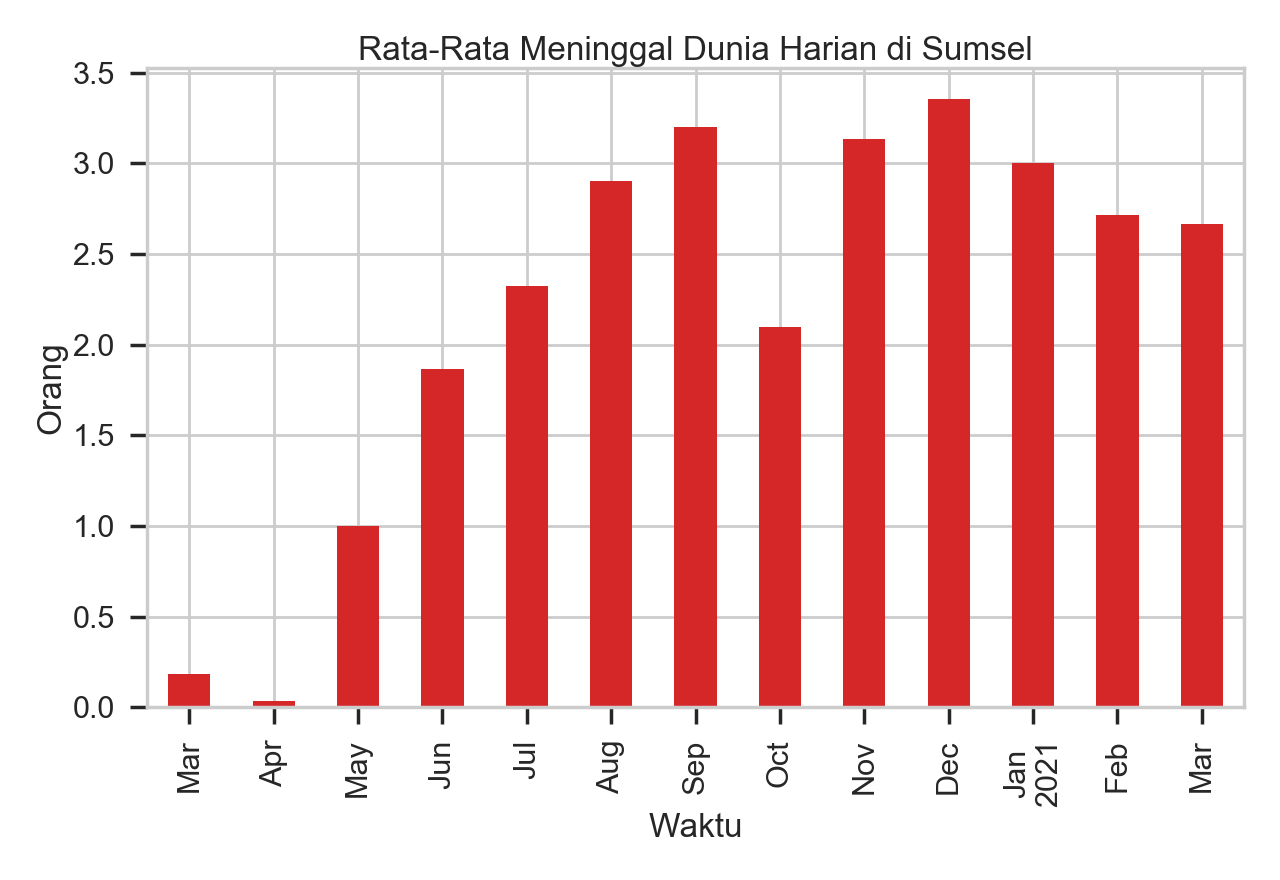 Rata-Rata Meninggal Dunia Harian di Sumsel
3.5
3.0
2.5
2.0
1.5
1.0
0.5
0.0
Orang
Mar
Apr
May
Jun
Jul
Aug
Sep
Oct
Nov
Dec
Jan
2021
Feb
Mar
Waktu